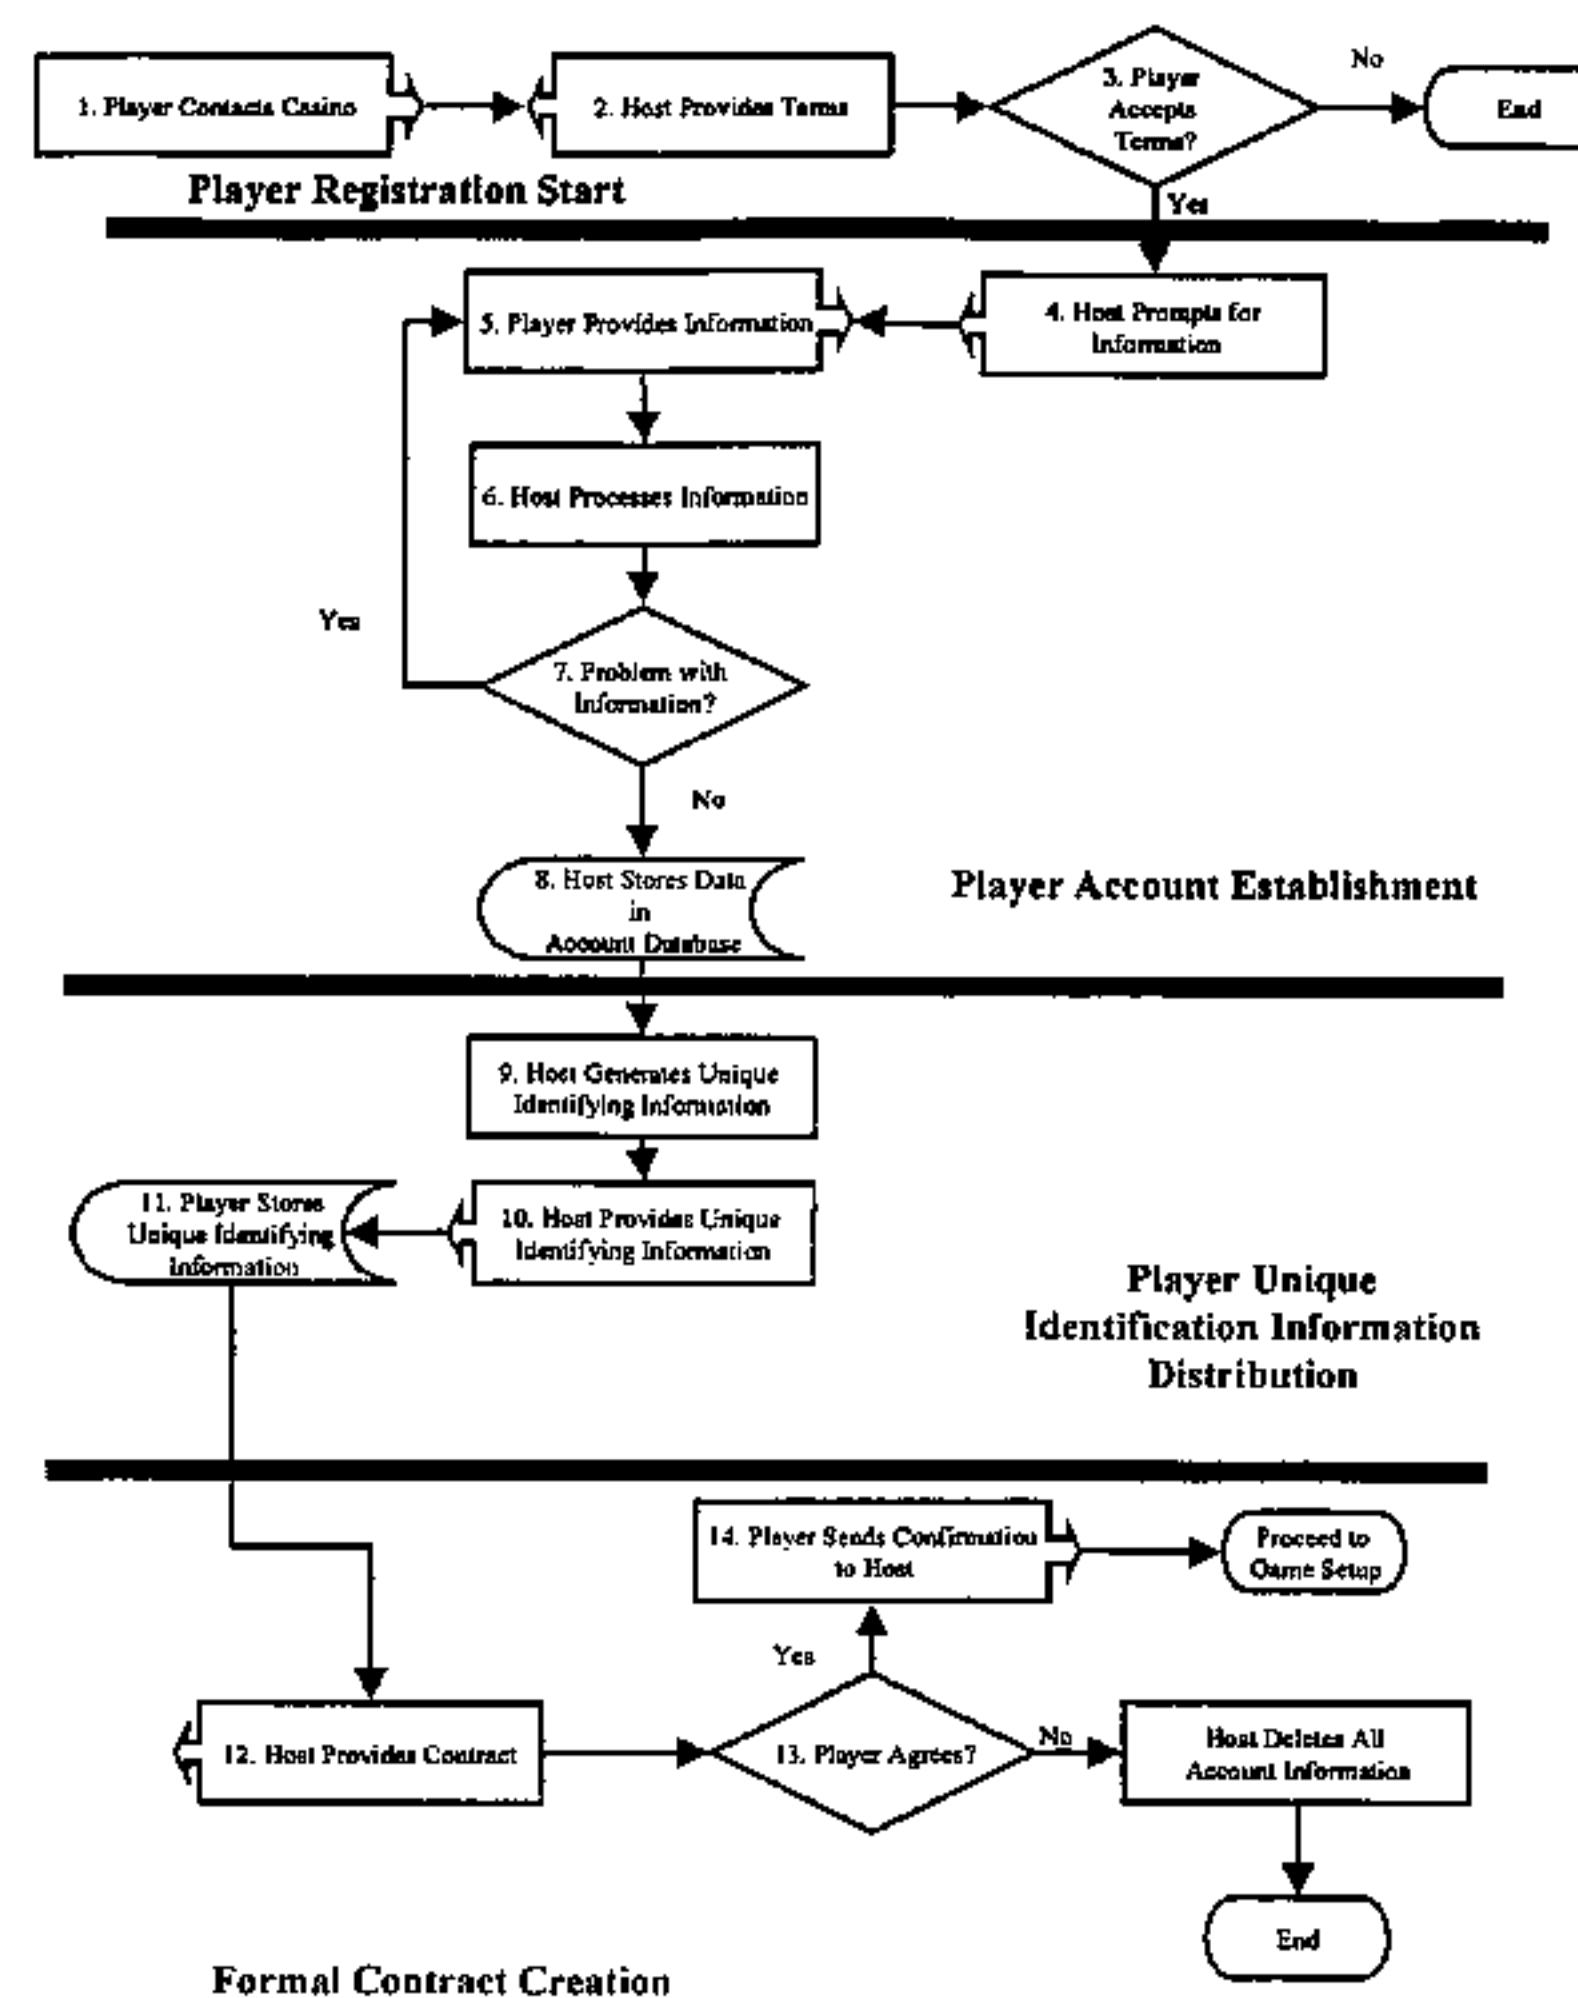 1. Player Contacts Casino
2. Host Provides Terms
3. Player
Accepts
Terms?
No
End
Player Registration Start
Yes
5. Player Provides Information
4. Host Prompts for
Information
6. Host Processes Information
Yes
7. Problem with
Information?
No
8. Host Stores Data
in
Account Database
Player Account Establishment
9. Host Generates Unique
Identifying Information
11. Player Stores
Unique Identifying
Information
10. Host Provides Unique
Identifying Information
Player Unique
Identification Information
Distribution
14. Player Sends Confirmation
to Host
Proceed to
Game Setup
Yes
12. Host Provides Contract
13. Player Agrees?
No
Host Deletes All
Account Information
End
Formal Contract Creation